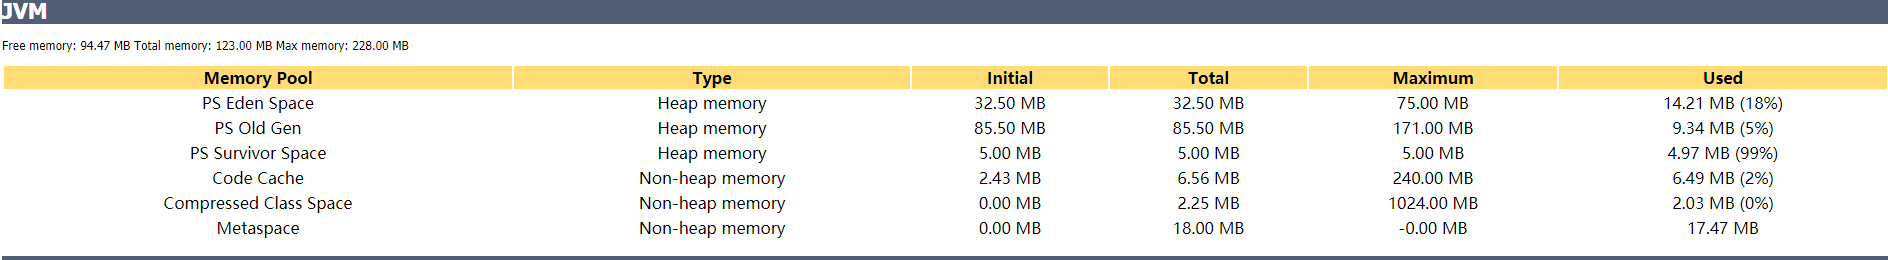 JVM
Free memory: 94.47 MB Total memory: 123.00 MB Max memory: 228.00 MB
Memory Pool Type Initial Total Maximum Used
PS Eden Space Heap memory 32.50 MB 32.50 MB 75.00 MB 14.21 MB (18%)
PS Old Gen Heap memory 85.50 MB 85.50 MB 171.00 MB 9.34 MB (5%)
PS Survivor Space Heap memory 5.00 MB 5.00 MB 5.00 MB 4.97 MB (99%)
Code Cache Non-heap memory 2.43 MB 6.56 MB 240.00 MB 6.49 MB (2%)
Compressed Class Space Non-heap memory 0.00 MB 2.25 MB 1024.00 MB 2.03 MB (0%)
Metaspace Non-heap memory 0.00 MB 18.00 MB -0.00 MB 17.47 MB